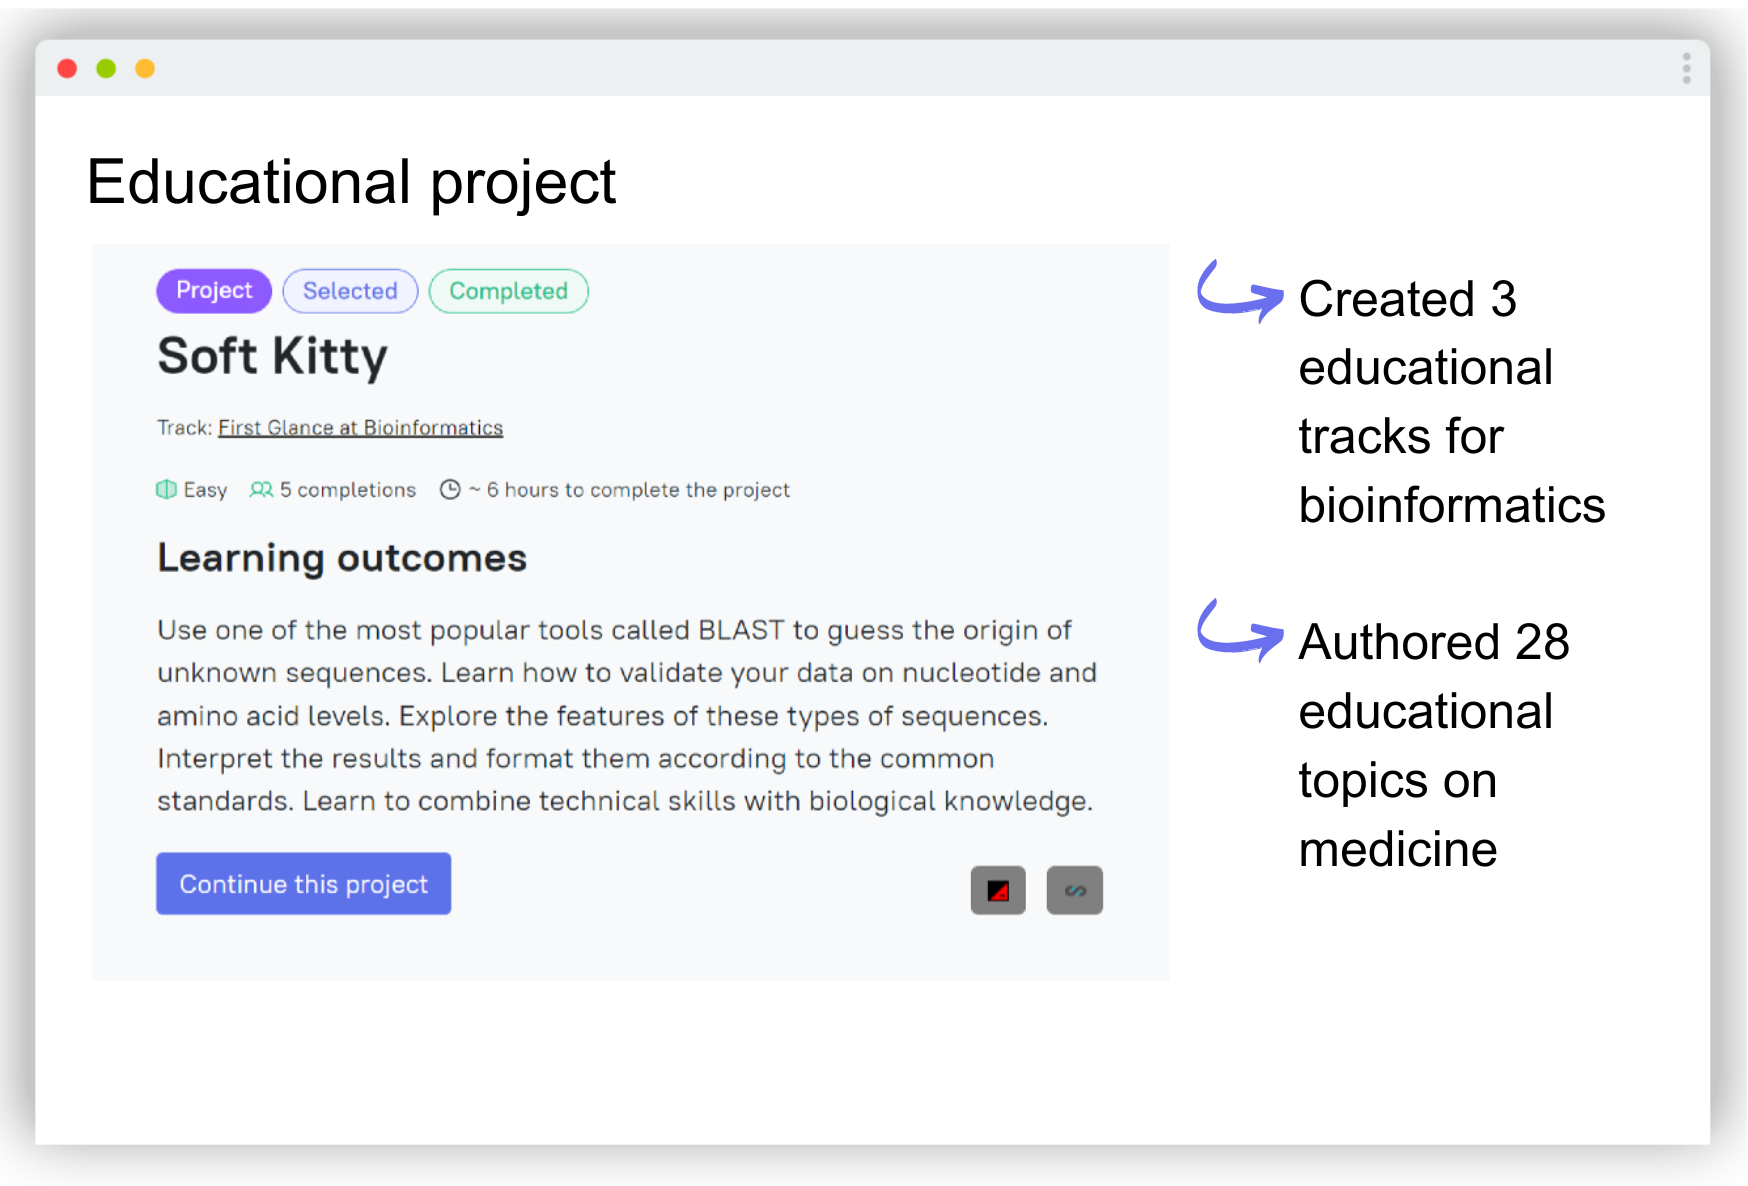 Educational project
Project Selected Completed
Soft Kitty
Track: First Glance at Bioinformatics
Easy 5 completions ~ 6 hours to complete the project
Learning outcomes
Use one of the most popular tools called BLAST to guess the origin of
unknown sequences. Learn how to validate your data on nucleotide and
amino acid levels. Explore the features of these types of sequences.
Interpret the results and format them according to the common
standards. Learn to combine technical skills with biological knowledge.
Continue this project
Created 3
educational
tracks for
bioinformatics
Authored 28
educational
topics on
medicine